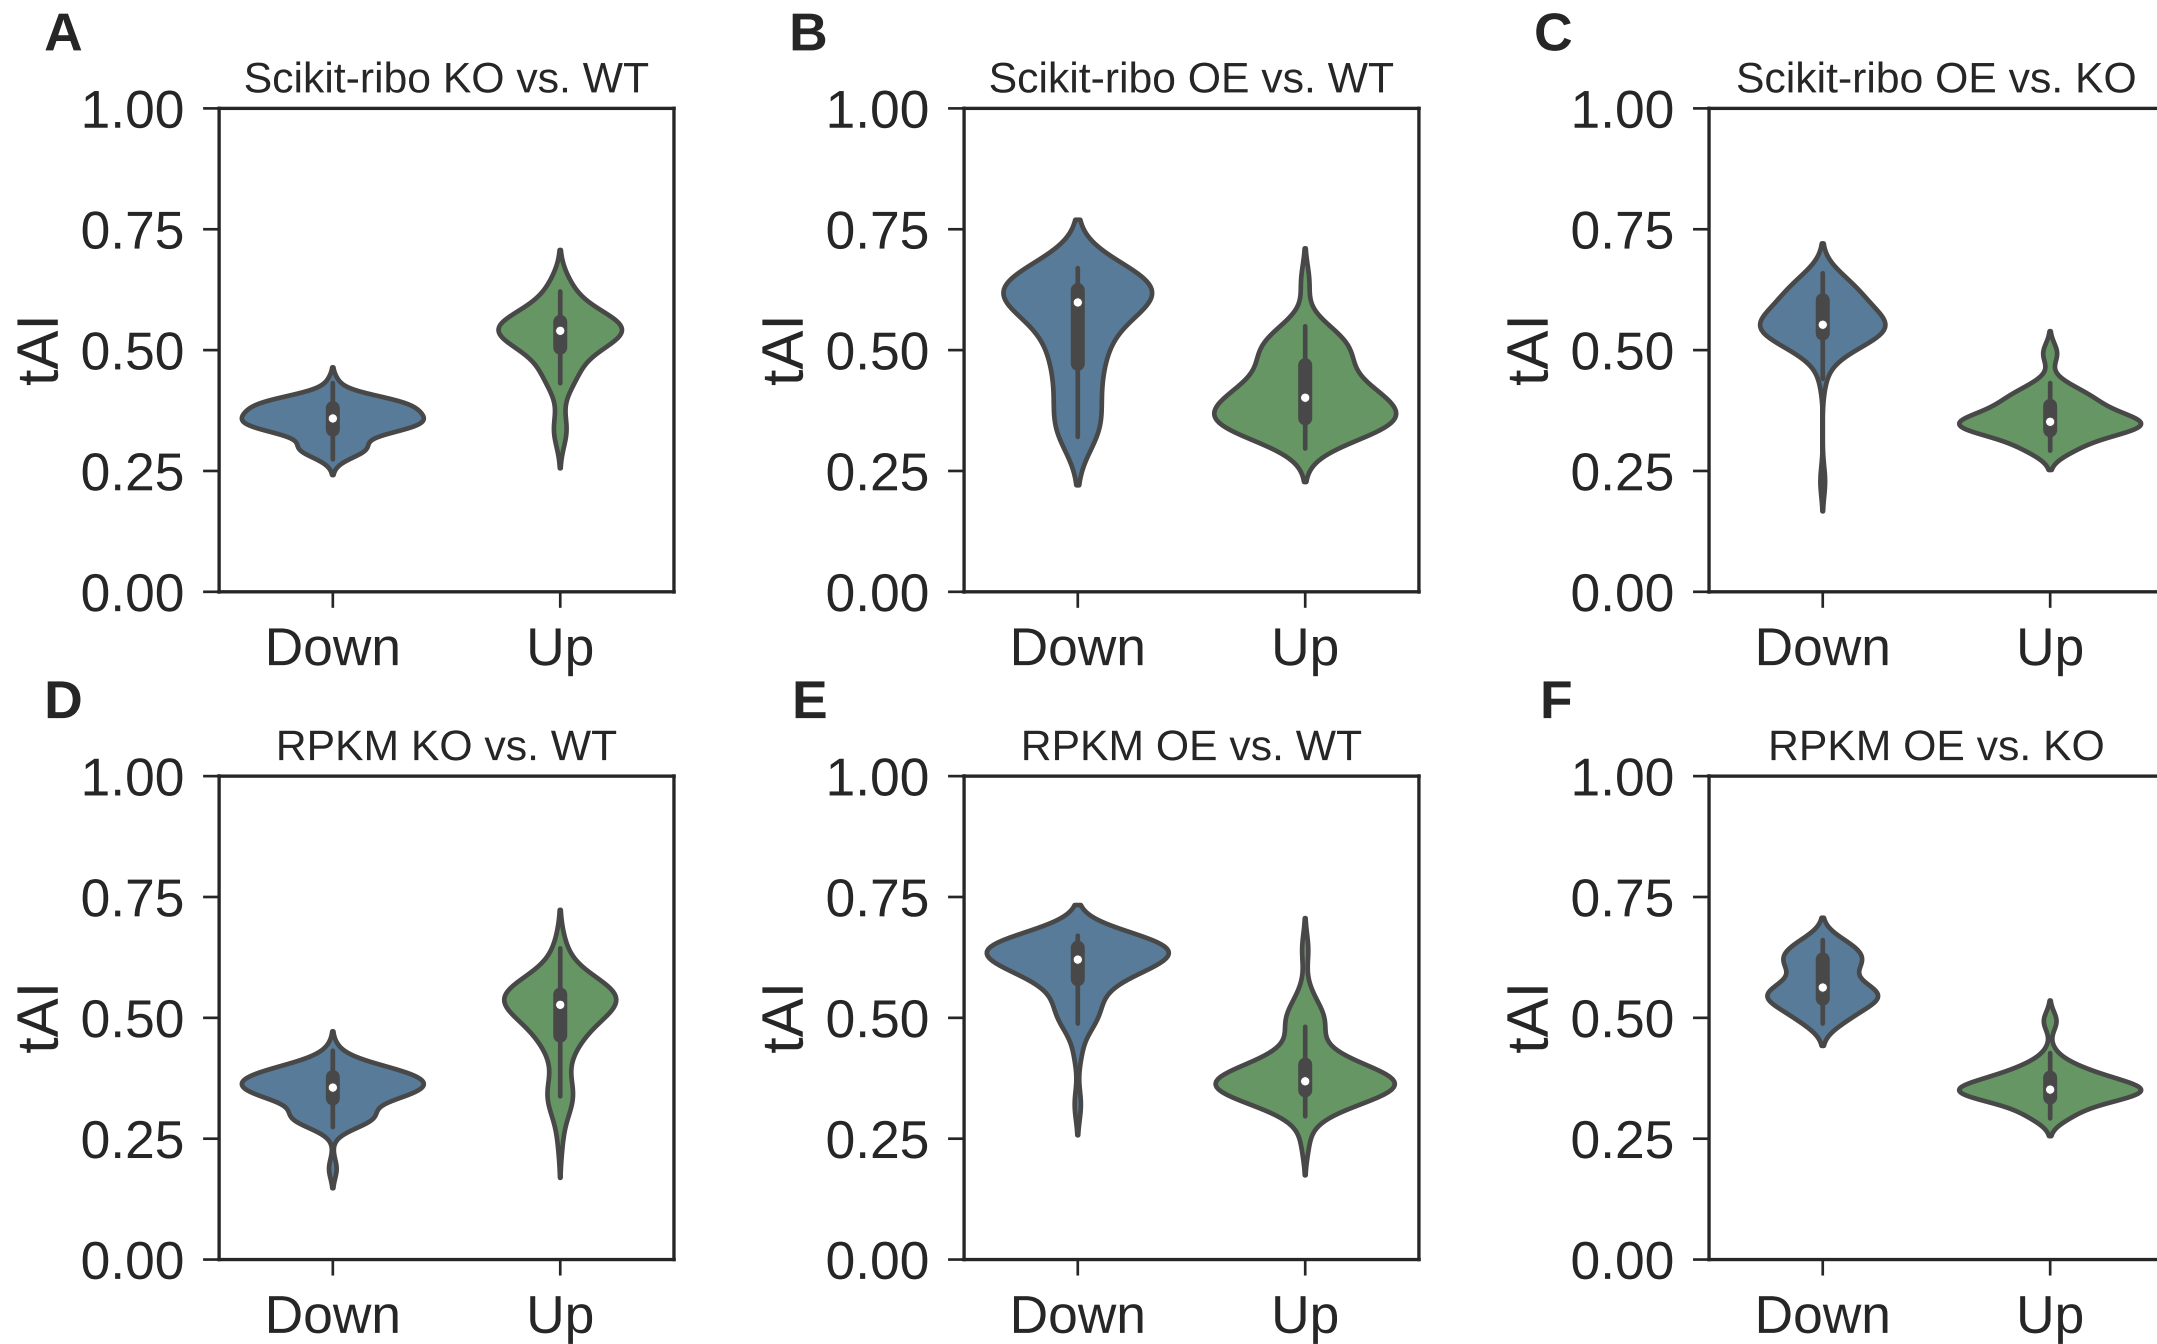 A
Scikit-ribo KO vs. WT
1.00
0.75
0.50
0.25
0.00
tAI
Down
Up
B
Scikit-ribo OE vs. WT
1.00
0.75
0.50
0.25
0.00
tAI
Down
Up
C
Scikit-ribo OE vs. KO
1.00
0.75
0.50
0.25
0.00
tAI
Down
Up
D
RPKM KO vs. WT
1.00
0.75
0.50
0.25
0.00
tAI
Down
Up
E
RPKM OE vs. WT
1.00
0.75
0.50
0.25
0.00
tAI
Down
Up
F
RPKM OE vs. KO
1.00
0.75
0.50
0.25
0.00
tAI
Down
Up